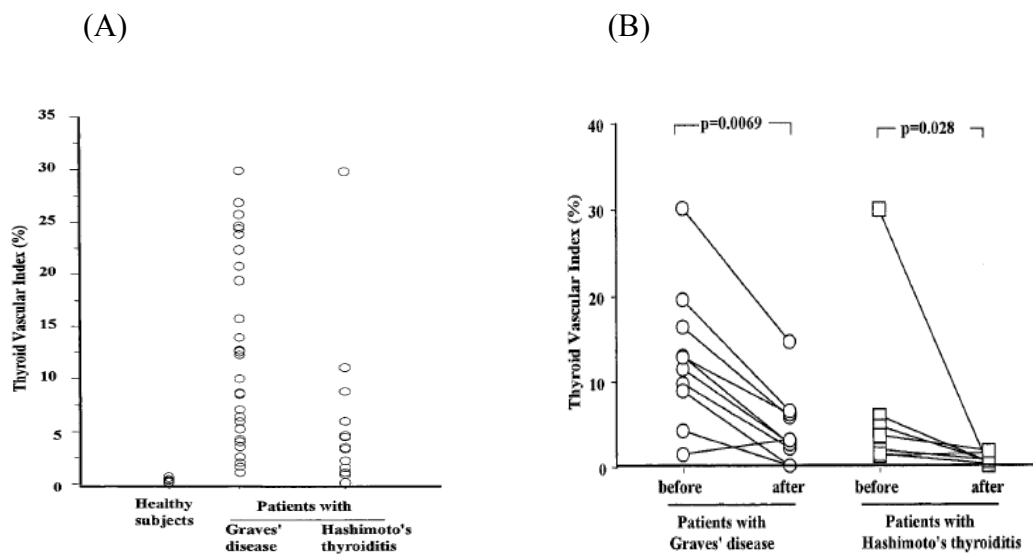 (A)
(B)
Thyroid Vascular Index (%)
35
30
25
20
15
10
5
0
Healthy
subjects
Patients with
Graves'
disease
Hashimoto's
thyroiditis
Thyroid Vascular Index (%)
40
30
20
10
0
p=0.0069
p=0.028
before
after
before
after
Patients with
Graves' disease
Patients with
Hashimoto's thyroiditis